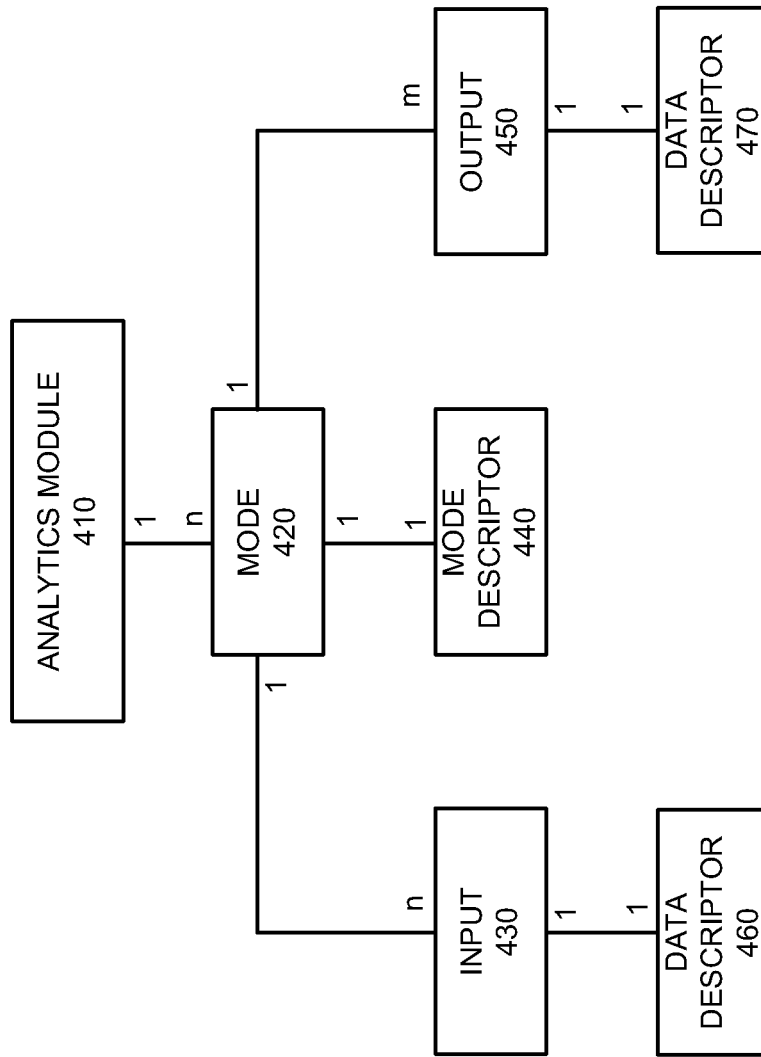 ANALYTICS MODULE
410
1
n
MODE
420
1
1
1
n
1
m
INPUT
430
MODE
DESCRIPTOR
440
OUTPUT
450
1
1
1
1
DATA
DESCRIPTOR
460
DATA
DESCRIPTOR
470